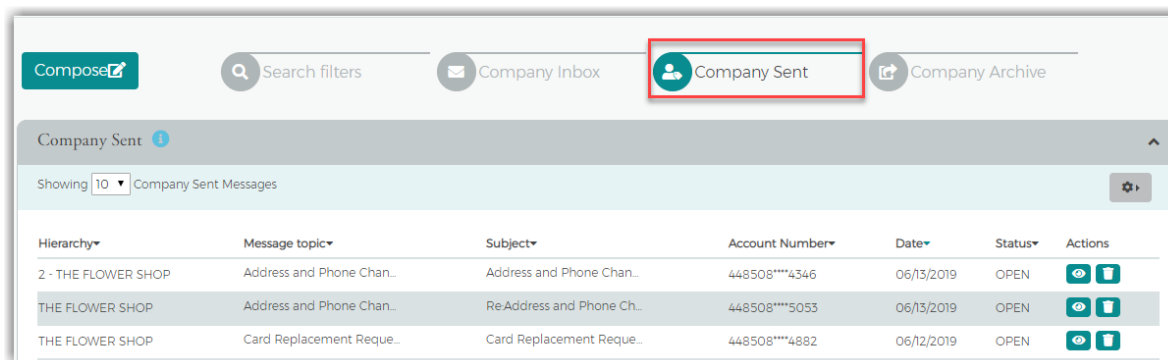 Compose
Search filters
Company Inbox
Company Sent
Company Archive
Company Sent
Showing 10 Company Sent Messages
Hierarchy Message topic Subject Account Number Date Status Actions
2 - THE FLOWER SHOP Address and Phone Chan... Address and Phone Chan... 448508****4346 06/13/2019 OPEN
THE FLOWER SHOP Address and Phone Chan... Re:Address and Phone Ch... 448508****5053 06/13/2019 OPEN
THE FLOWER SHOP Card Replacement Reque... Card Replacement Reque... 448508****4882 06/12/2019 OPEN